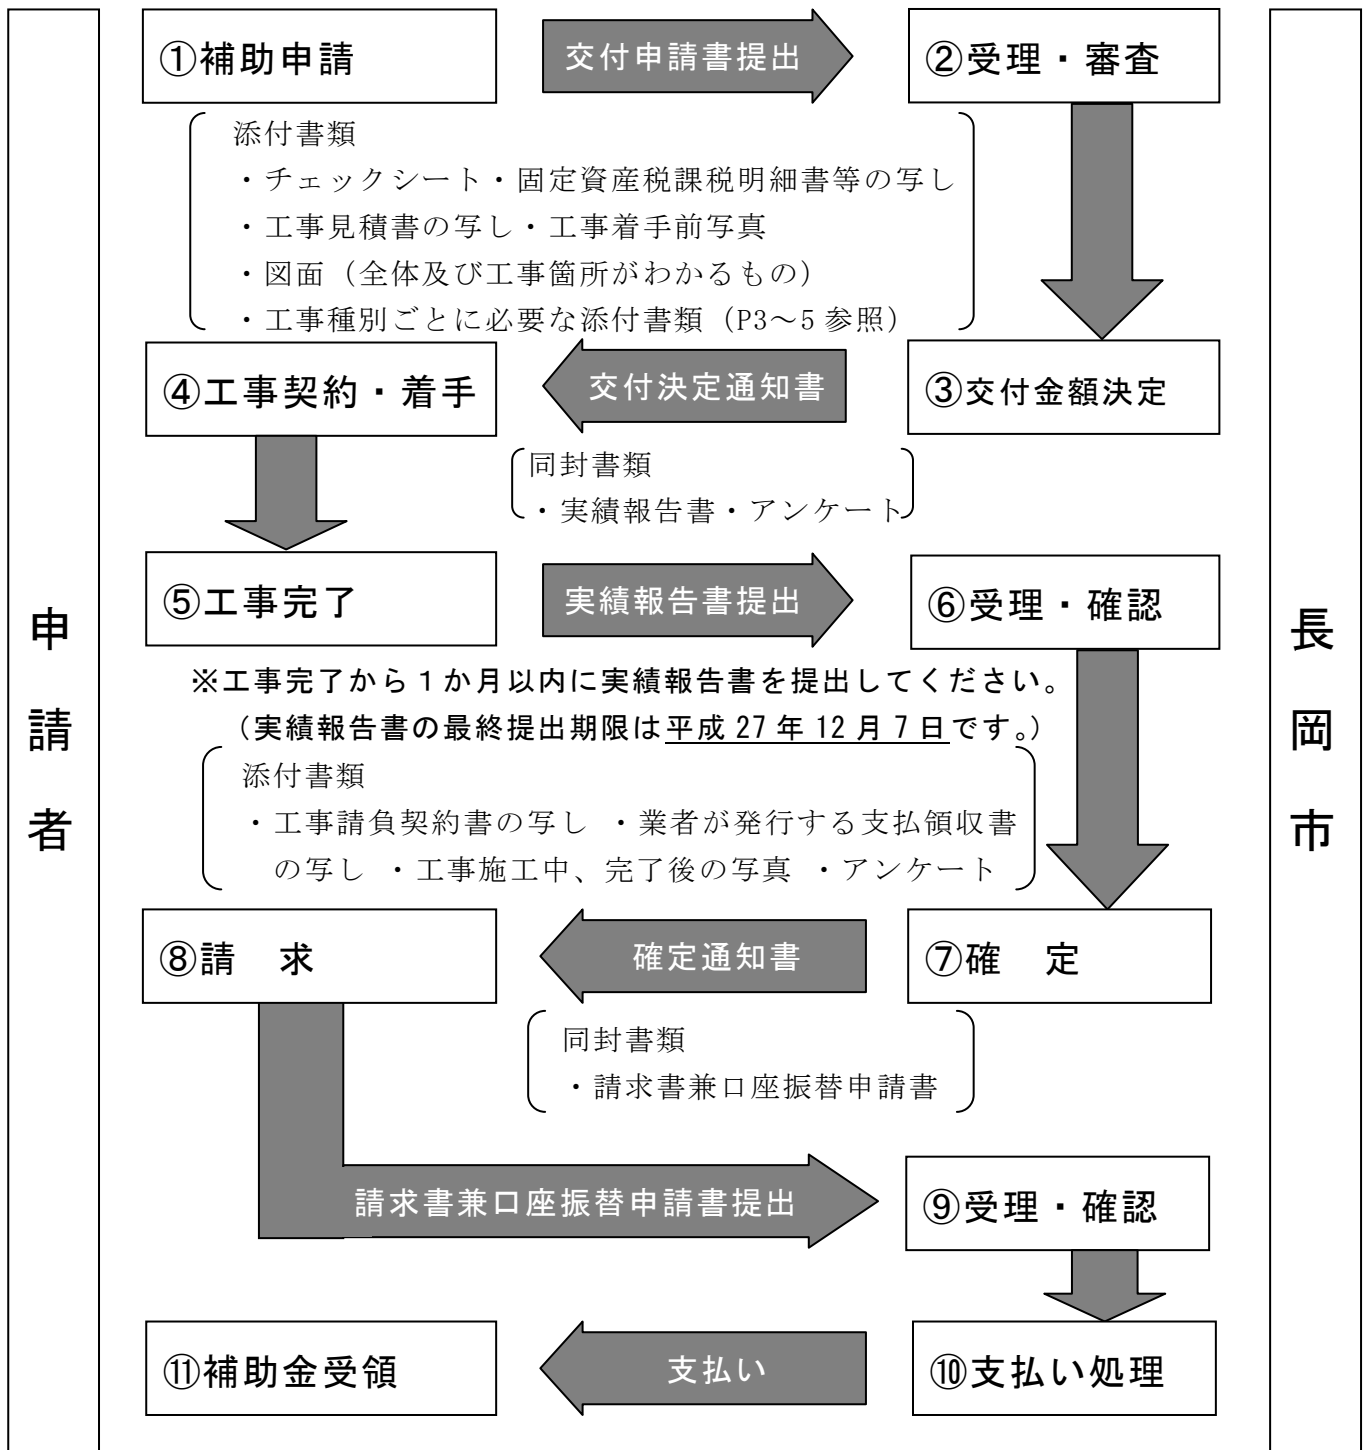 申請者
①補助申請
交付申請書提出
②受理・審査
添付書類
・チェックシート・固定資産税課税明細書等の写し
・工事見積書の写し・工事着手前写真
・図面（全体及び工事箇所がわかるもの）
・工事種別ごとに必要な添付書類（P3～5 参照）
④工事契約・着手
交付決定通知書
③交付金額決定
同封書類
・実績報告書・アンケート
⑤工事完了
実績報告書提出
⑥受理・確認
※工事完了から１か月以内に実績報告書を提出してください。
（実績報告書の最終提出期限は平成 27 年 12 月 7 日です。）
添付書類
・工事請負契約書の写し ・業者が発行する支払領収書
の写し ・工事施工中、完了後の写真 ・アンケート
⑧請　求
確定通知書
⑦確　定
同封書類
・請求書兼口座振替申請書
請求書兼口座振替申請書提出
⑨受理・確認
⑪補助金受領
支払い
⑩支払い処理
長岡市